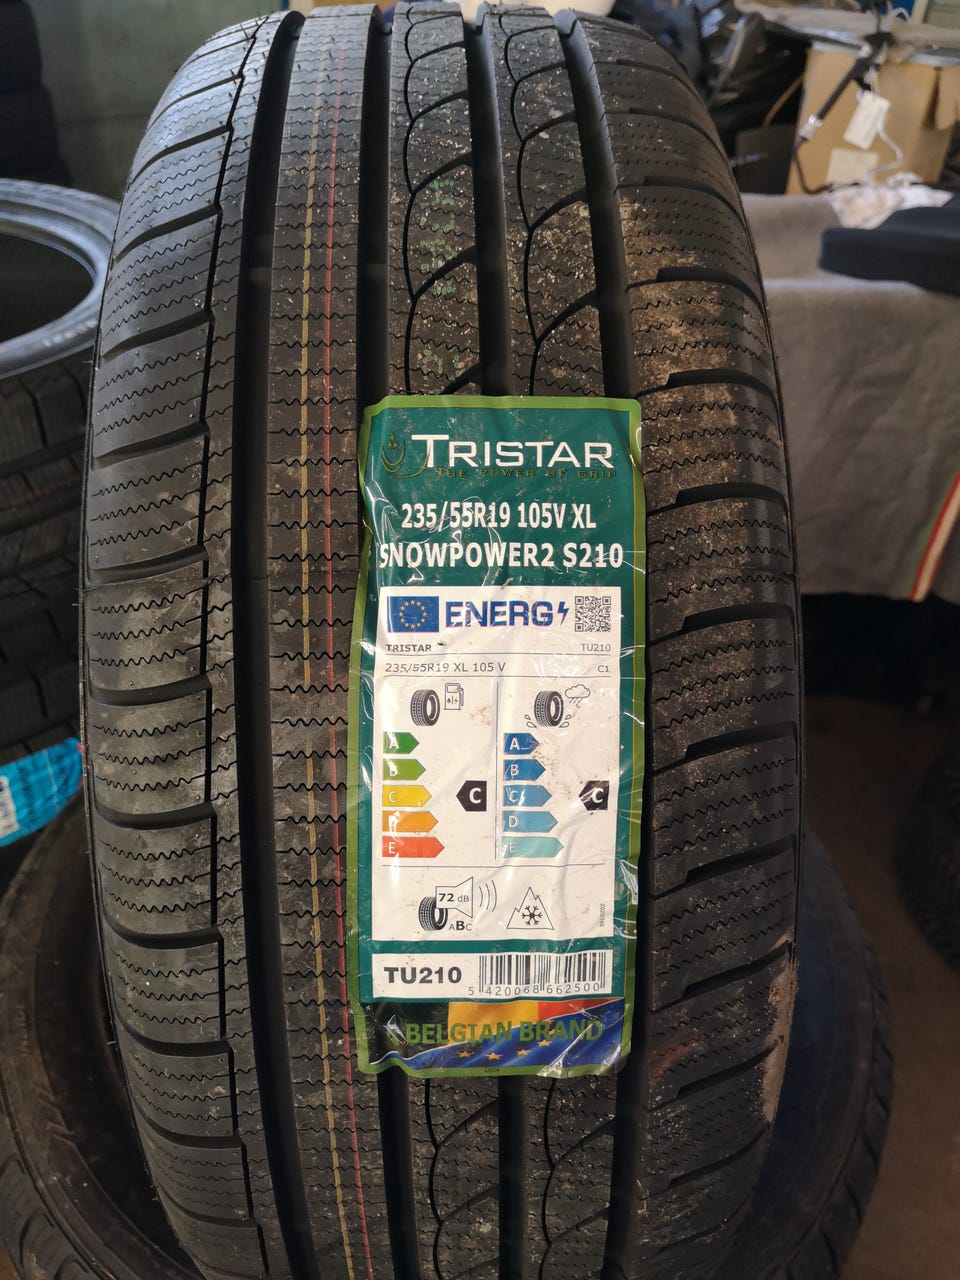 TRISTAR
THE POWER OF GRIP
235/55R19 105V XL
SNOWPOWER2 S210
ENERG
TRISTAR TU210
235/55R19 XL 105 V C1
A A
B B
C C C C
D D
E E
72 dB
ABC
TU210
5 420068 662500
BELGIAN BRAND